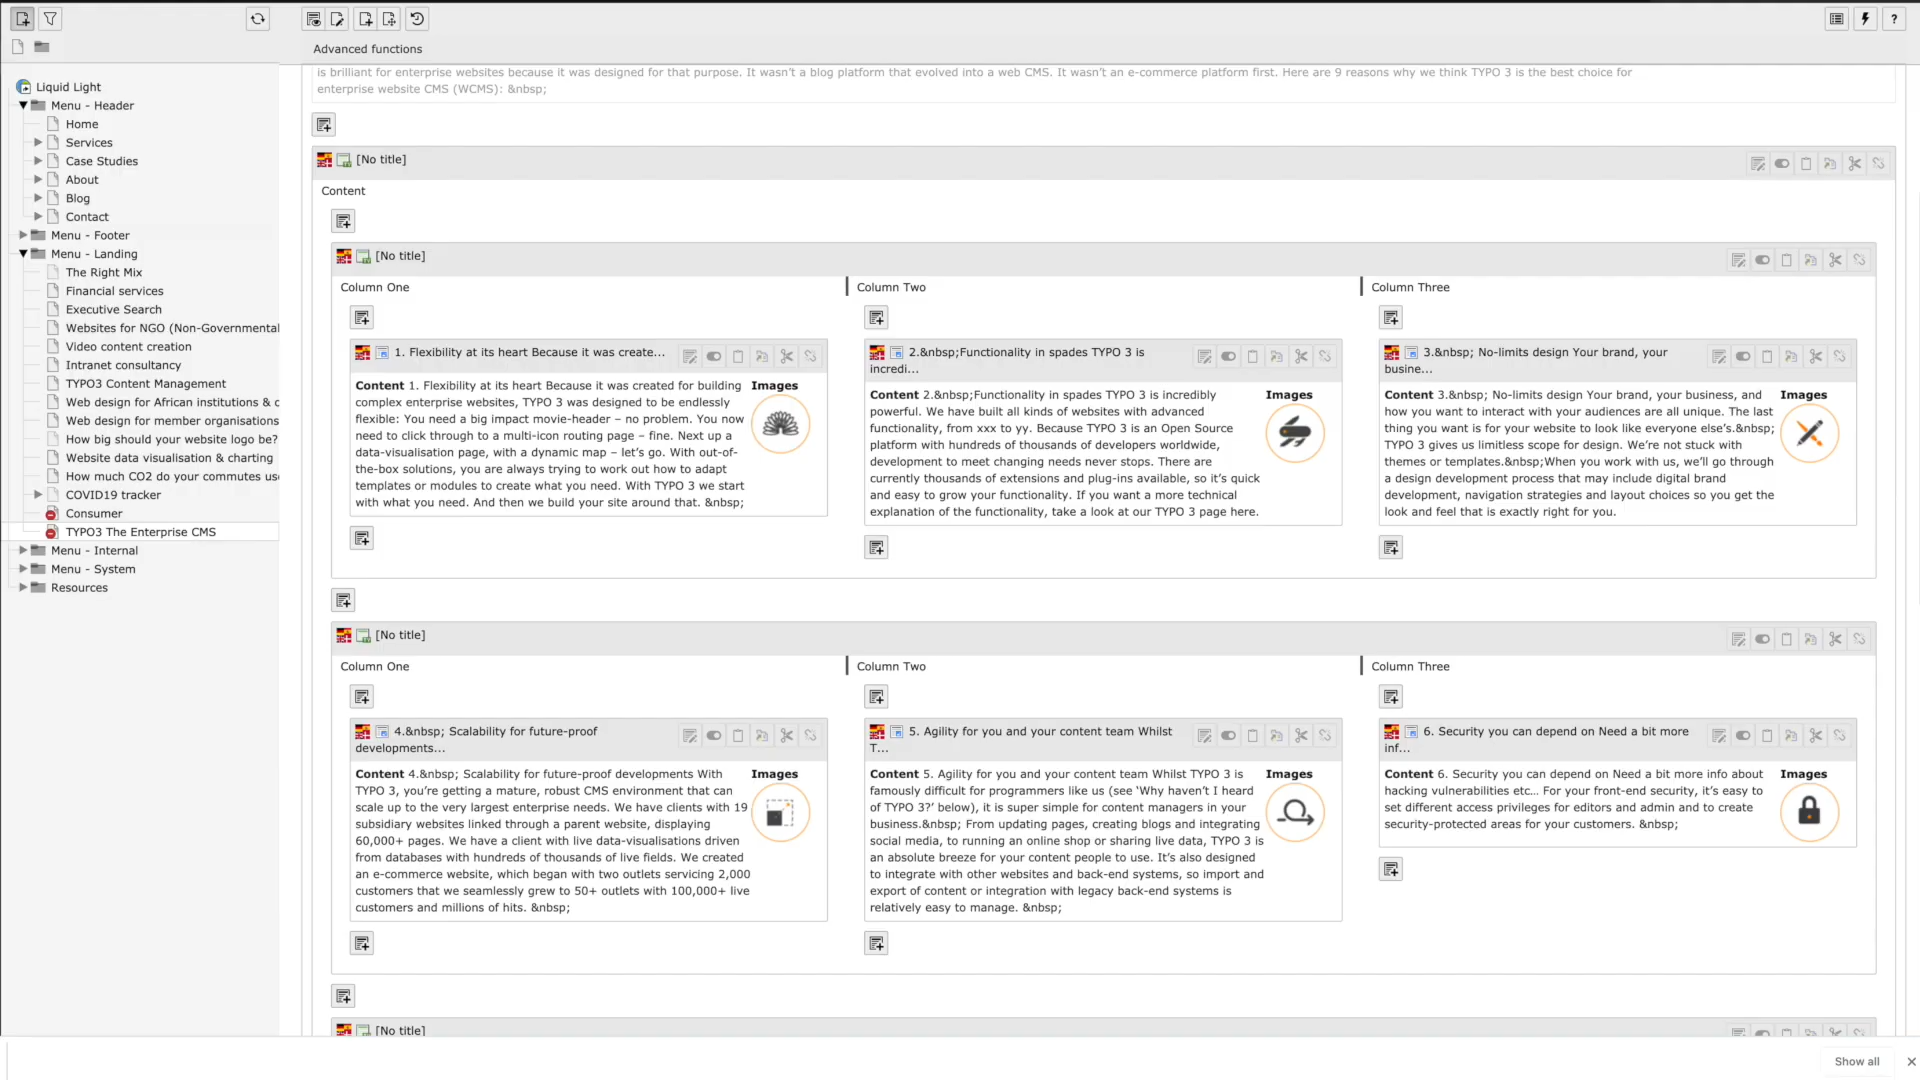 ?
Advanced functions
Liquid Light
Menu - Header
Home
Services
Case Studies
About
Blog
Contact
Menu - Footer
Menu - Landing
The Right Mix
Financial services
Executive Search
Websites for NGO (Non-Governmental
Video content creation
Intranet consultancy
TYPO3 Content Management
Web design for African institutions & c
Web design for member organisations
How big should your website logo be?
Website data visualisation & charting
How much CO2 do your commutes us
COVID19 tracker
Consumer
TYPO3 The Enterprise CMS
Menu - Internal
Menu - System
Resources
is brilliant for enterprise websites because it was designed for that purpose. It wasn't a blog platform that evolved into a web CMS. It wasn't an e-commerce platform first. Here are 9 reasons why we think TYPO 3 is the best choice for
enterprise website CMS (WCMS): &nbsp;
[No title]
Content
[No title]
Column One
Column Two
Column Three
1. Flexibility at its heart Because it was create...
Content 1. Flexibility at its heart Because it was created for building
complex enterprise websites, TYPO 3 was designed to be endlessly
flexible: You need a big impact movie-header – no problem. You now
need to click through to a multi-icon routing page – fine. Next up a
data-visualisation page, with a dynamic map – let's go. With out-of-
the-box solutions, you are always trying to work out how to adapt
templates or modules to create what you need. With TYPO 3 we start
with what you need. And then we build your site around that. &nbsp;
Images
2.&nbsp;Functionality in spades TYPO 3 is
incredi...
Content 2.&nbsp;Functionality in spades TYPO 3 is incredibly
powerful. We have built all kinds of websites with advanced
functionality, from xxx to yy. Because TYPO 3 is an Open Source
platform with hundreds of thousands of developers worldwide,
development to meet changing needs never stops. There are
currently thousands of extensions and plug-ins available, so it's quick
and easy to grow your functionality. If you want a more technical
explanation of the functionality, take a look at our TYPO 3 page here.
Images
3.&nbsp; No-limits design Your brand, your
busine...
Content 3.&nbsp; No-limits design Your brand, your business, and
how you want to interact with your audiences are all unique. The last
thing you want is for your website to look like everyone else's.&nbsp;
TYPO 3 gives us limitless scope for design. We're not stuck with
themes or templates.&nbsp;When you work with us, we'll go through
a design development process that may include digital brand
development, navigation strategies and layout choices so you get the
look and feel that is exactly right for you.
Images
[No title]
Column One
Column Two
Column Three
4.&nbsp; Scalability for future-proof
developments...
Content 4.&nbsp; Scalability for future-proof developments With
TYPO 3, you're getting a mature, robust CMS environment that can
scale up to the very largest enterprise needs. We have clients with 19
subsidiary websites linked through a parent website, displaying
60,000+ pages. We have a client with live data-visualisations driven
from databases with hundreds of thousands of live fields. We created
an e-commerce website, which began with two outlets servicing 2,000
customers that we seamlessly grew to 50+ outlets with 100,000+ live
customers and millions of hits. &nbsp;
Images
5. Agility for you and your content team Whilst
T...
Content 5. Agility for you and your content team Whilst TYPO 3 is
famously difficult for programmers like us (see 'Why haven't I heard
of TYPO 3?' below), it is super simple for content managers in your
business.&nbsp; From updating pages, creating blogs and integrating
social media, to running an online shop or sharing live data, TYPO 3 is
an absolute breeze for your content people to use. It's also designed
to integrate with other websites and back-end systems, so import and
export of content or integration with legacy back-end systems is
relatively easy to manage. &nbsp;
Images
6. Security you can depend on Need a bit more
inf...
Content 6. Security you can depend on Need a bit more info about
hacking vulnerabilities etc... For your front-end security, it's easy to
set different access privileges for editors and admin and to create
security-protected areas for your customers. &nbsp;
Images
[No title]
Show all